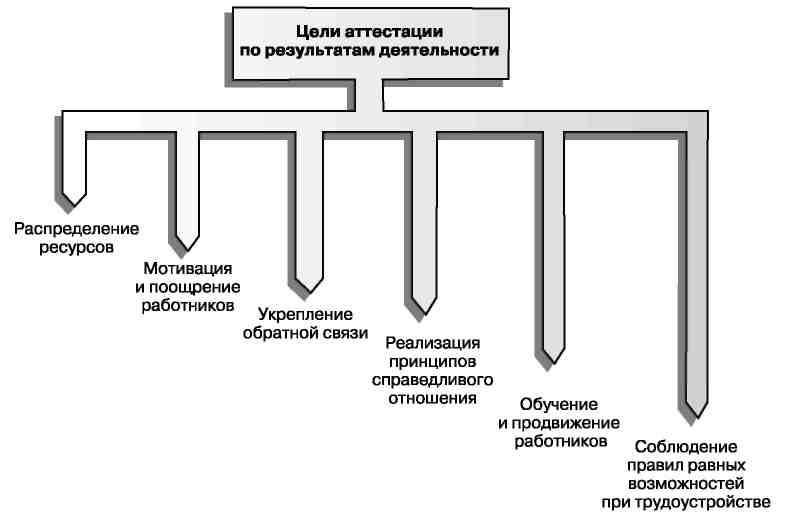 Цели аттестации
по результатам деятельности
Распределение
ресурсов
Мотивация
и поощрение
работников
Укрепление
обратной связи
Реализация
принципов
справедливого
отношения
Обучение
и продвижение
работников
Соблюдение
правил равных
возможностей
при трудоустройстве